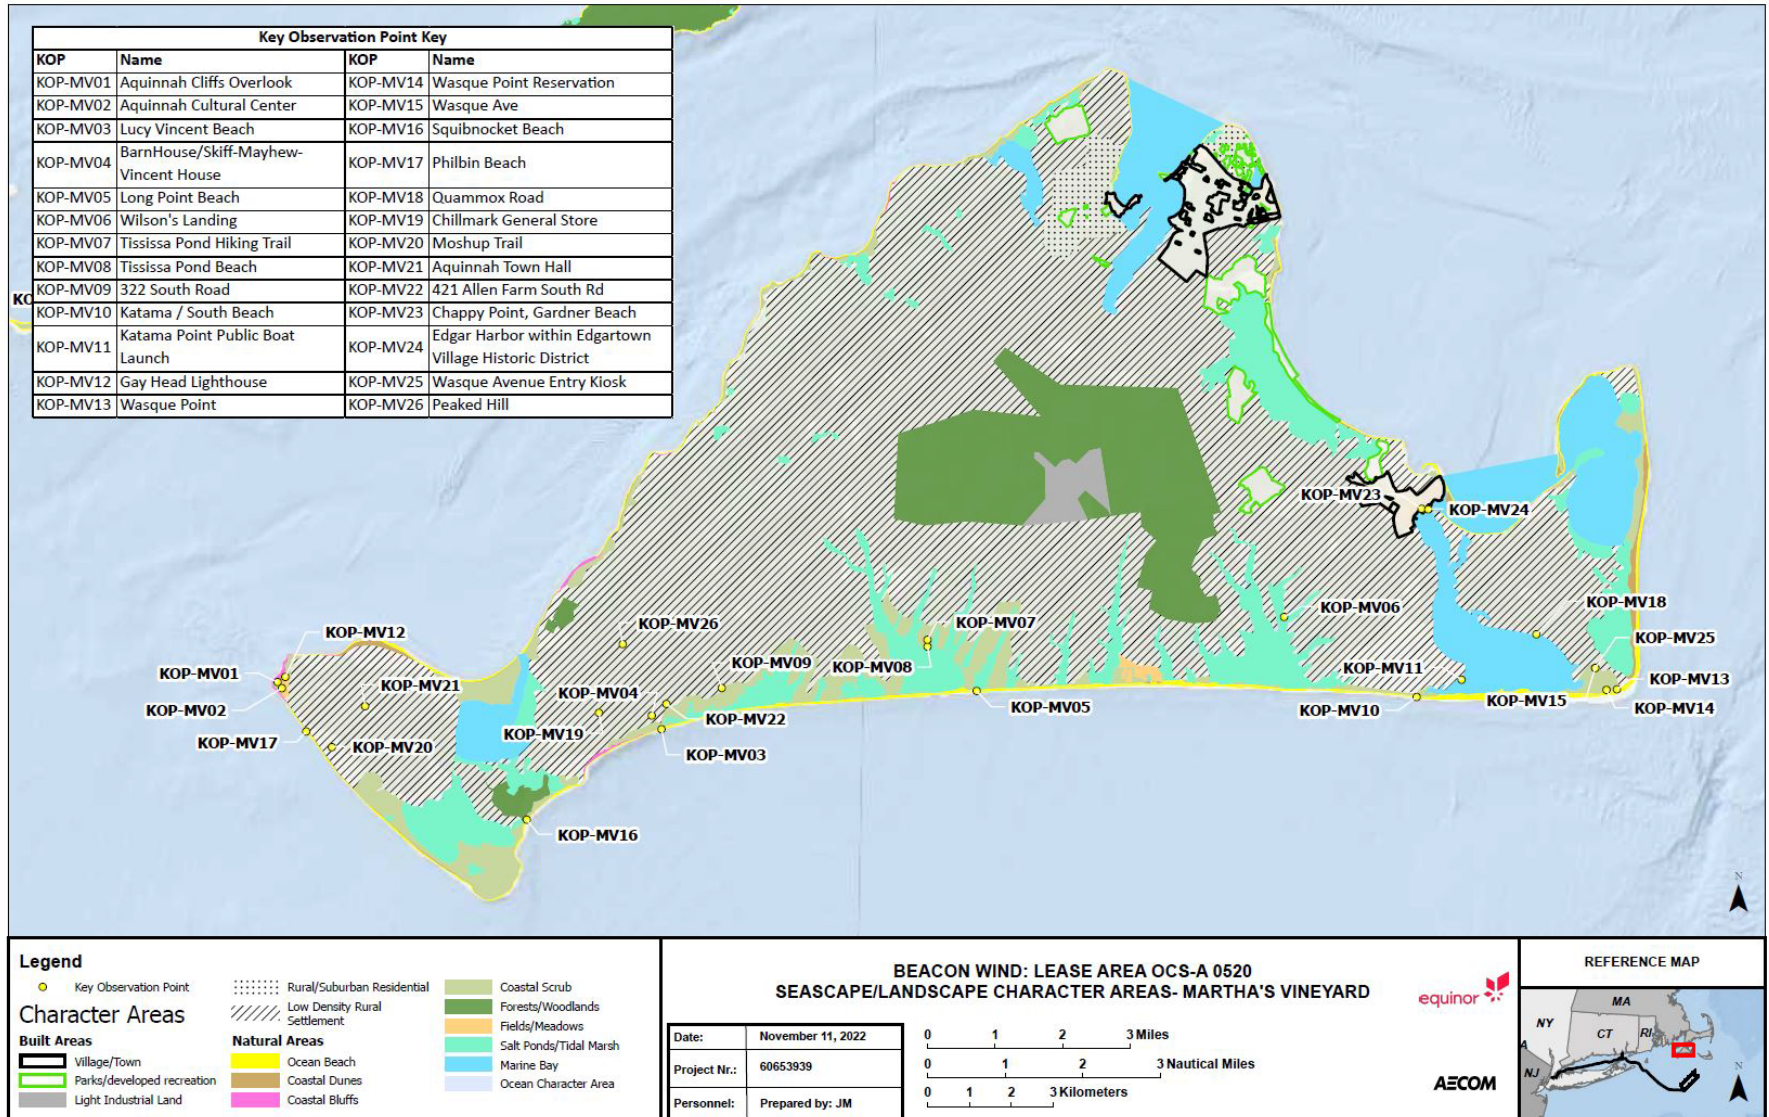 Key Observation Point Key
KOP Name KOP Name
KOP-MV01 Aquinnah Cliffs Overlook KOP-MV14 Wasque Point Reservation
KOP-MV02 Aquinnah Cultural Center KOP-MV15 Wasque Ave
KOP-MV03 Lucy Vincent Beach KOP-MV16 Squibnocket Beach
KOP-MV04 BarnHouse/Skiff-Mayhew-
Vincent House KOP-MV17 Philbin Beach
KOP-MV05 Long Point Beach KOP-MV18 Quammox Road
KOP-MV06 Wilson's Landing KOP-MV19 Chillmark General Store
KOP-MV07 Tississa Pond Hiking Trail KOP-MV20 Moshup Trail
KOP-MV08 Tississa Pond Beach KOP-MV21 Aquinnah Town Hall
KOP-MV09 322 South Road KOP-MV22 421 Allen Farm South Rd
KOP-MV10 Katama / South Beach KOP-MV23 Chappy Point, Gardner Beach
KOP-MV11 Katama Point Public Boat
Launch KOP-MV24 Edgar Harbor within Edgartown
Village Historic District
KOP-MV12 Gay Head Lighthouse KOP-MV25 Wasque Avenue Entry Kiosk
KOP-MV13 Wasque Point KOP-MV26 Peaked Hill
KO
KOP-MV23
KOP-MV24
KOP-MV06
KOP-MV18
KOP-MV12
KOP-MV26
KOP-MV07
KOP-MV25
KOP-MV01
KOP-MV09
KOP-MV08
KOP-MV11
KOP-MV13
KOP-MV21
KOP-MV04
KOP-MV02
KOP-MV22
KOP-MV05
KOP-MV10
KOP-MV15
KOP-MV14
KOP-MV17
KOP-MV20
KOP-MV19
KOP-MV03
KOP-MV16
N
Legend
Key Observation Point
Character Areas
Built Areas
Village/Town
Parks/developed recreation
Light Industrial Land
Rural/Suburban Residential
Low Density Rural
Settlement
Natural Areas
Ocean Beach
Coastal Dunes
Coastal Bluffs
Coastal Scrub
Forests/Woodlands
Fields/Meadows
Salt Ponds/Tidal Marsh
Marine Bay
Ocean Character Area
BEACON WIND: LEASE AREA OCS-A 0520
SEASCAPE/LANDSCAPE CHARACTER AREAS- MARTHA'S VINEYARD
equinor
Date: November 11, 2022
Project Nr.: 60653939
Personnel: Prepared by: JM
0 1 2 3 Miles
0 1 2 3 Nautical Miles
0 1 2 3 Kilometers
AECOM
REFERENCE MAP
MA
NY
CT
RI
A
NJ
N